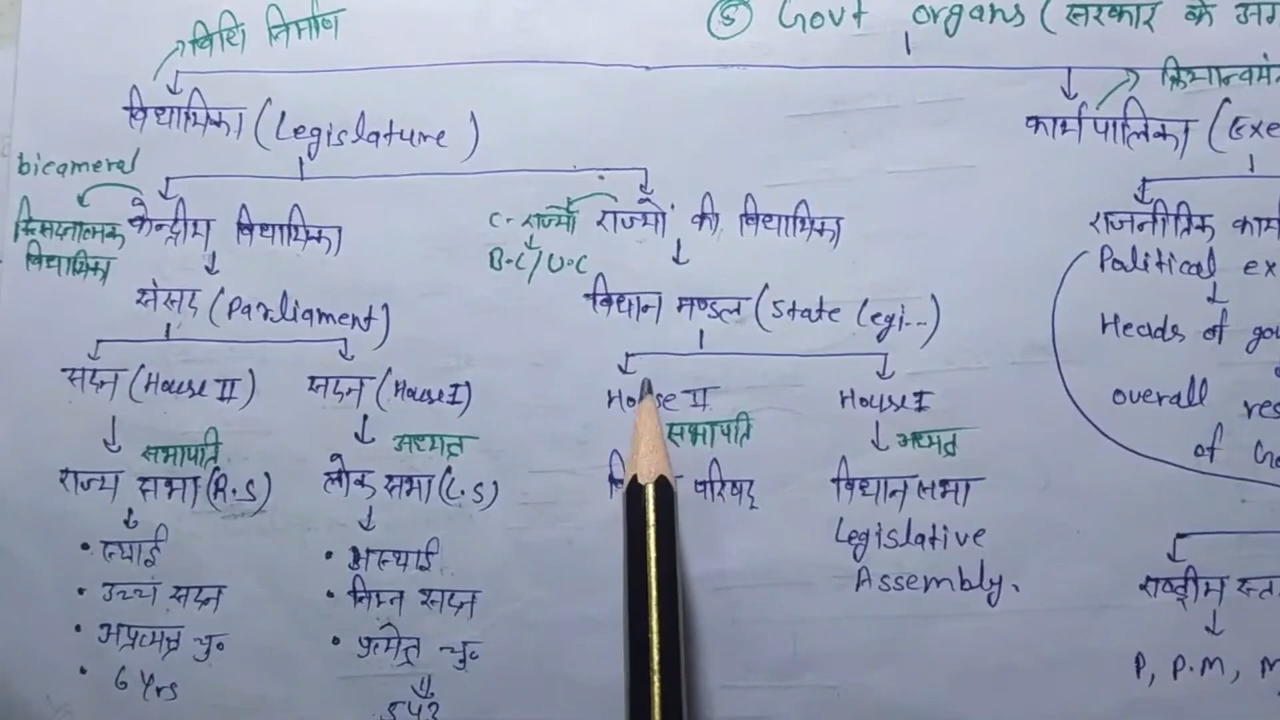 ⑤ Govt organs (सरकार के अंग
विधि निर्माण
क्रियान्वयन
विधायिका (Legislature)
कार्यपालिका (Exe
bicameral
द्विसदनात्मक
विधायिका
केन्द्रीय विधायिका
C- राज्यों
B.C/U.C
राज्यों की विधायिका
राजनीतिक कार्य
Political ex
संसद (Parliament)
विधान मण्डल (State Legi...)
Heads of gov
सदन (House II)
सदन (House I)
House II
House I
overall res
सभापति
अध्यक्ष
सभापति
अध्यक्ष
of Go
राज्य सभा (R.S)
लोक सभा (L.S)
परिषद्
विधान सभा
Legislative
Assembly.
• स्थाई
• उच्च सदन
• अप्रत्यक्ष चु॰
• 6 Yrs
• अस्थाई
• निम्न सदन
• प्रत्यक्ष चु॰
543
राष्ट्रीय स्त
P, P.M, M